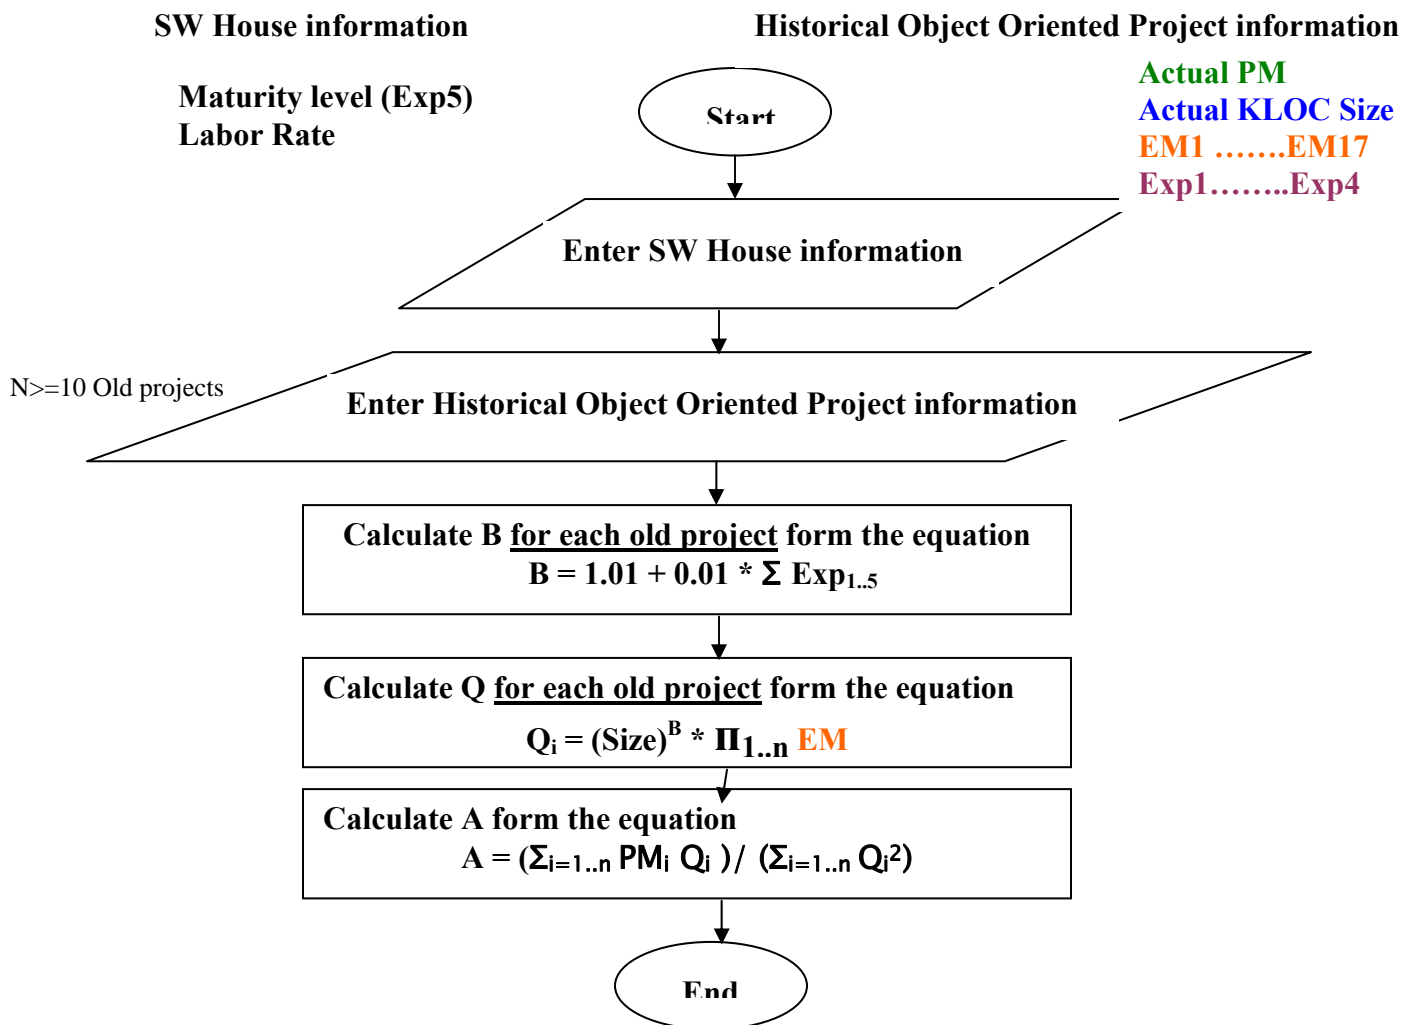 SW House information
Historical Object Oriented Project information
Maturity level (Exp5)
Labor Rate
Actual PM
Actual KLOC Size
EM1 …….EM17
Exp1……..Exp4
Start
Enter SW House information
N>=10 Old projects
Enter Historical Object Oriented Project information
Calculate B for each old project form the equation
B = 1.01 + 0.01 * Σ Exp₁..₅
Calculate Q for each old project form the equation
Qᵢ = (Size)ᴮ * Π₁..ₙ EM
Calculate A form the equation
A = (Σᵢ₌₁..ₙ PMᵢ Qᵢ )/ (Σᵢ₌₁..ₙ Qᵢ²)
End